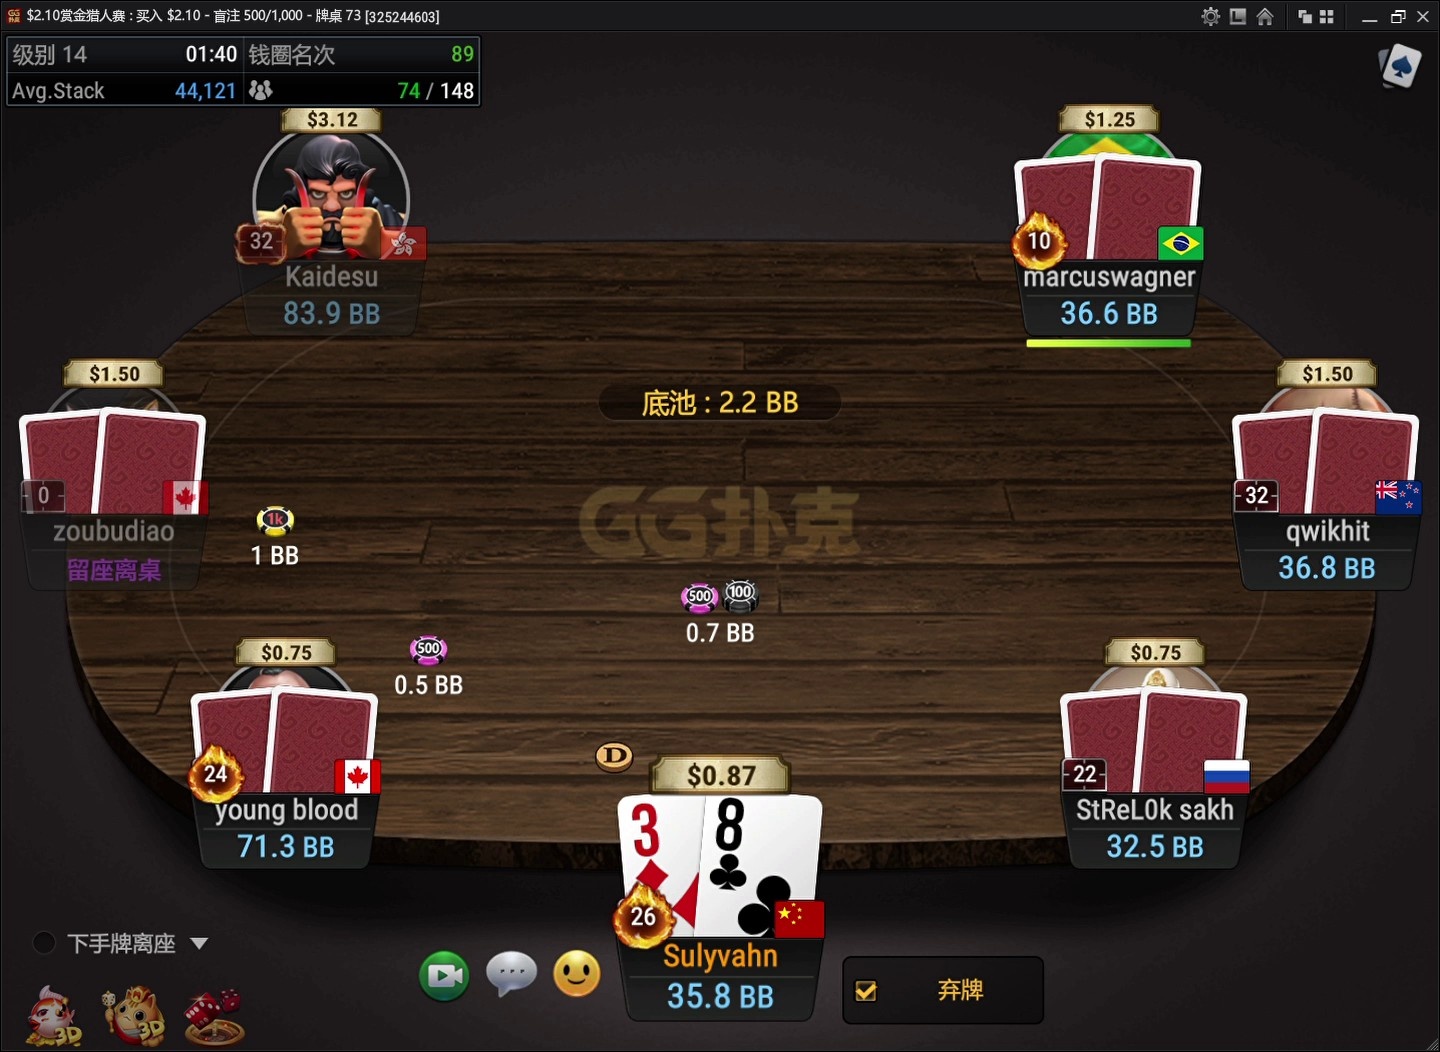 $2.10赏金猎人赛 : 买入 $2.10 - 盲注 500/1,000 - 牌桌 73 [325244603]
级别 14 01:40 钱圈名次 89
Avg.Stack 44,121 74 / 148
$3.12
32
Kaidesu
83.9 BB
$1.25
10
marcuswagner
36.6 BB
$1.50
0
zoubudiao
留座离桌
1k
1 BB
底池 : 2.2 BB
$1.50
32
qwikhit
36.8 BB
GG扑克
500 100
0.7 BB
$0.75
24
young blood
71.3 BB
500
0.5 BB
$0.75
22
StReL0k sakh
32.5 BB
D
$0.87
3 8
26
Sulyvahn
35.8 BB
下手牌离座
弃牌
3D 3D